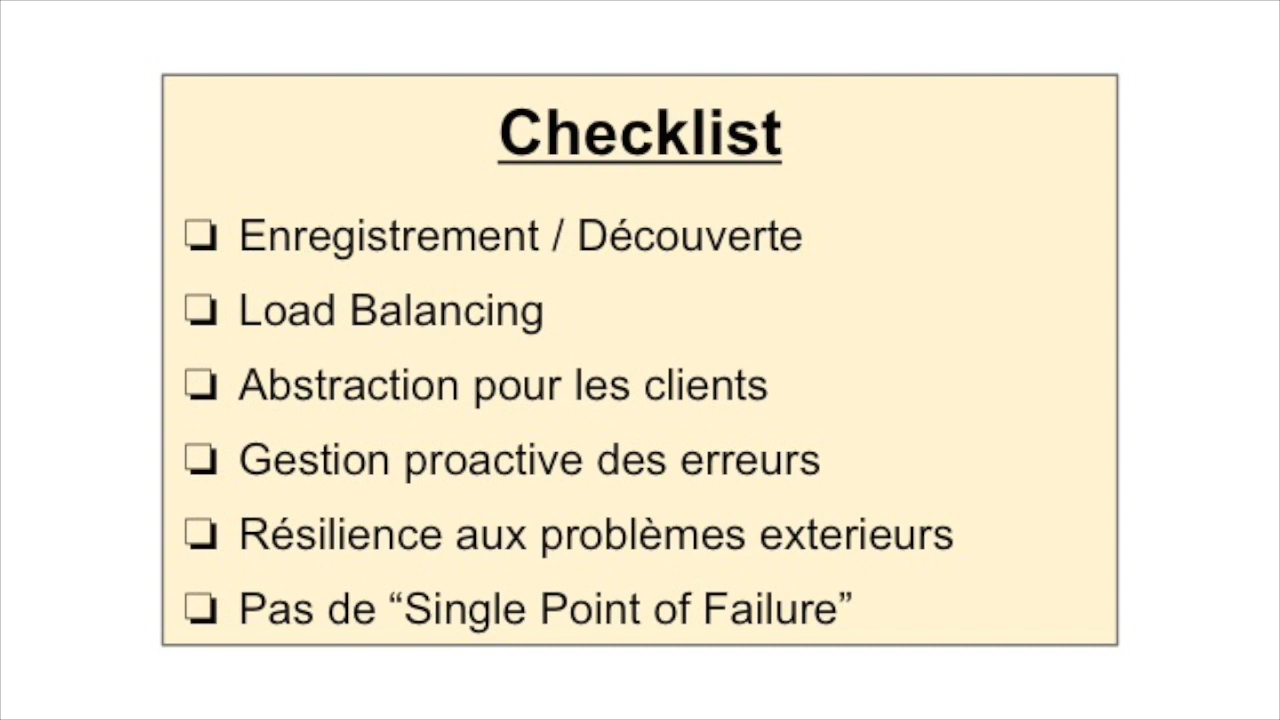 Checklist
❏ Enregistrement / Découverte
❏ Load Balancing
❏ Abstraction pour les clients
❏ Gestion proactive des erreurs
❏ Résilience aux problèmes exterieurs
❏ Pas de “Single Point of Failure”